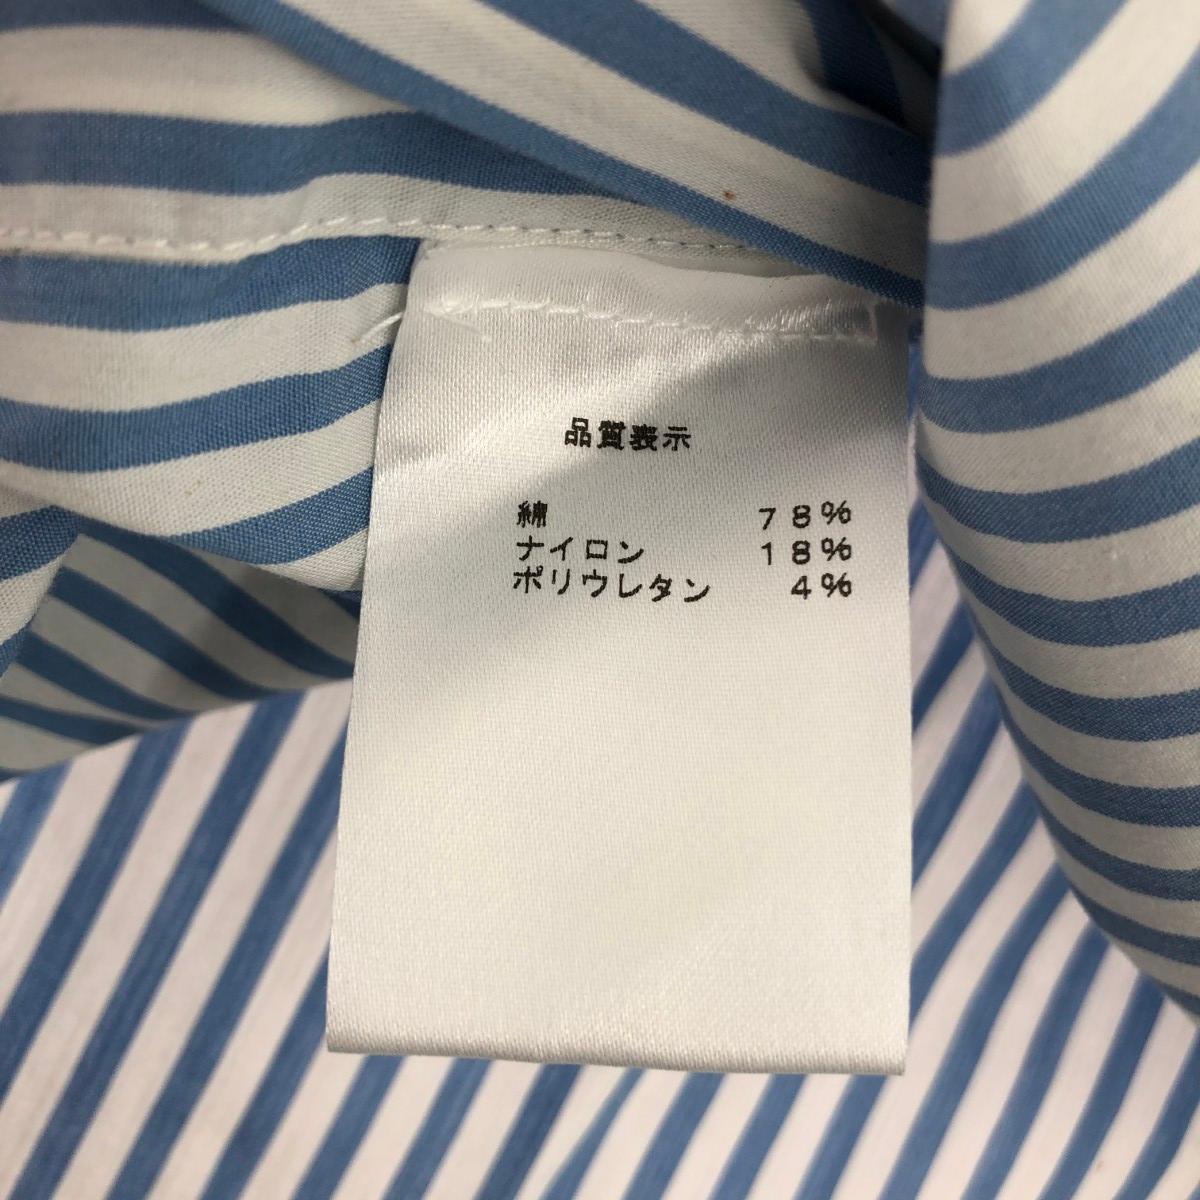 品質表示
綿 78%
ナイロン 18%
ポリウレタン 4%